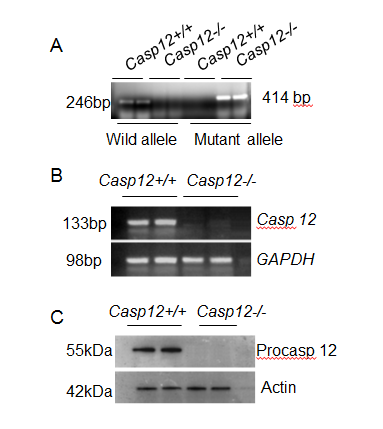 A
Casp12+/+ Casp12-/- Casp12+/+ Casp12-/-
246bp 414 bp
Wild allele Mutant allele
B
Casp12+/+ Casp12-/-
133bp Casp 12
98bp GAPDH
C
Casp12+/+ Casp12-/-
55kDa Procasp 12
42kDa Actin